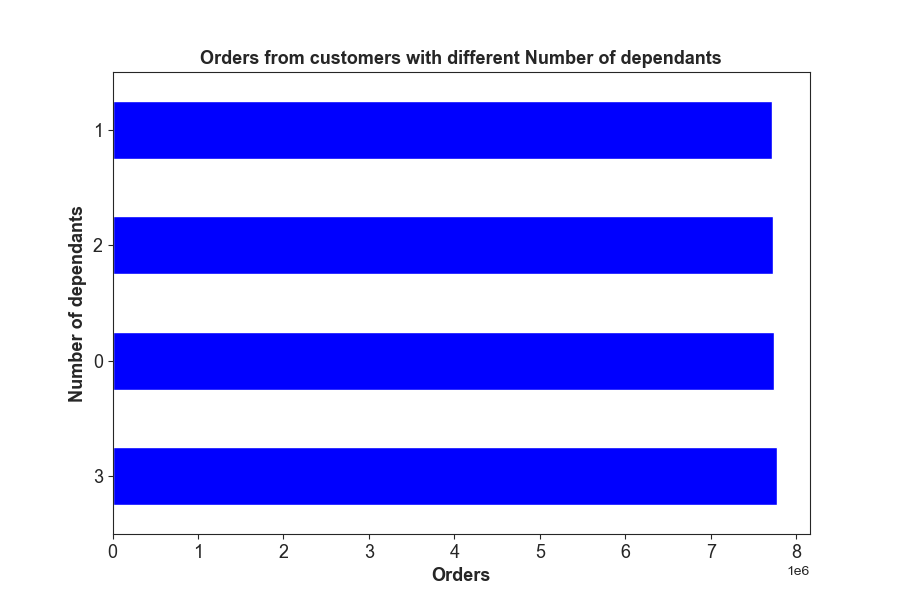 Orders from customers with different Number of dependants
Number of dependants
1
2
0
3
0 1 2 3 4 5 6 7 8
1e6
Orders